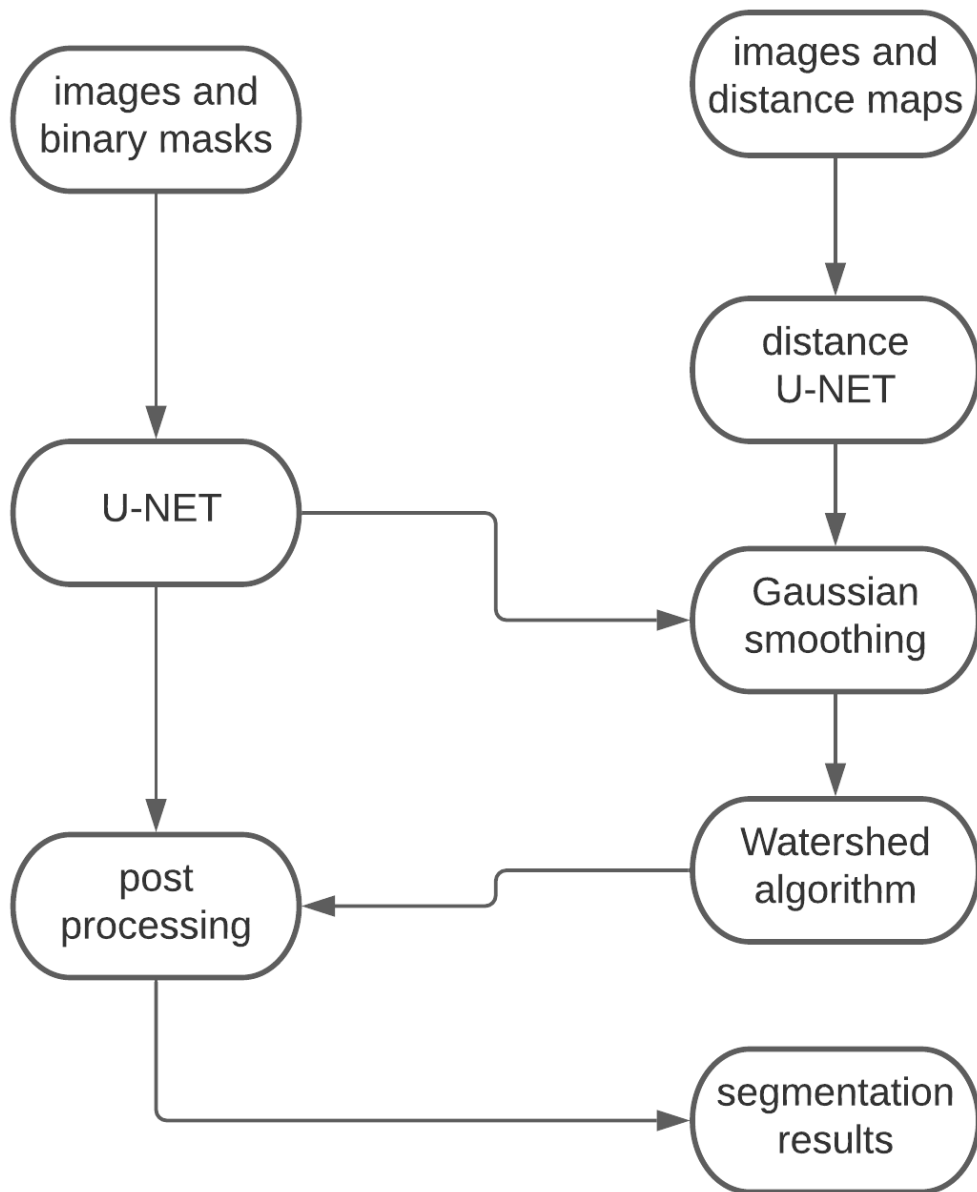 images and
binary masks
images and
distance maps
distance
U-NET
U-NET
Gaussian
smoothing
post
processing
Watershed
algorithm
segmentation
results